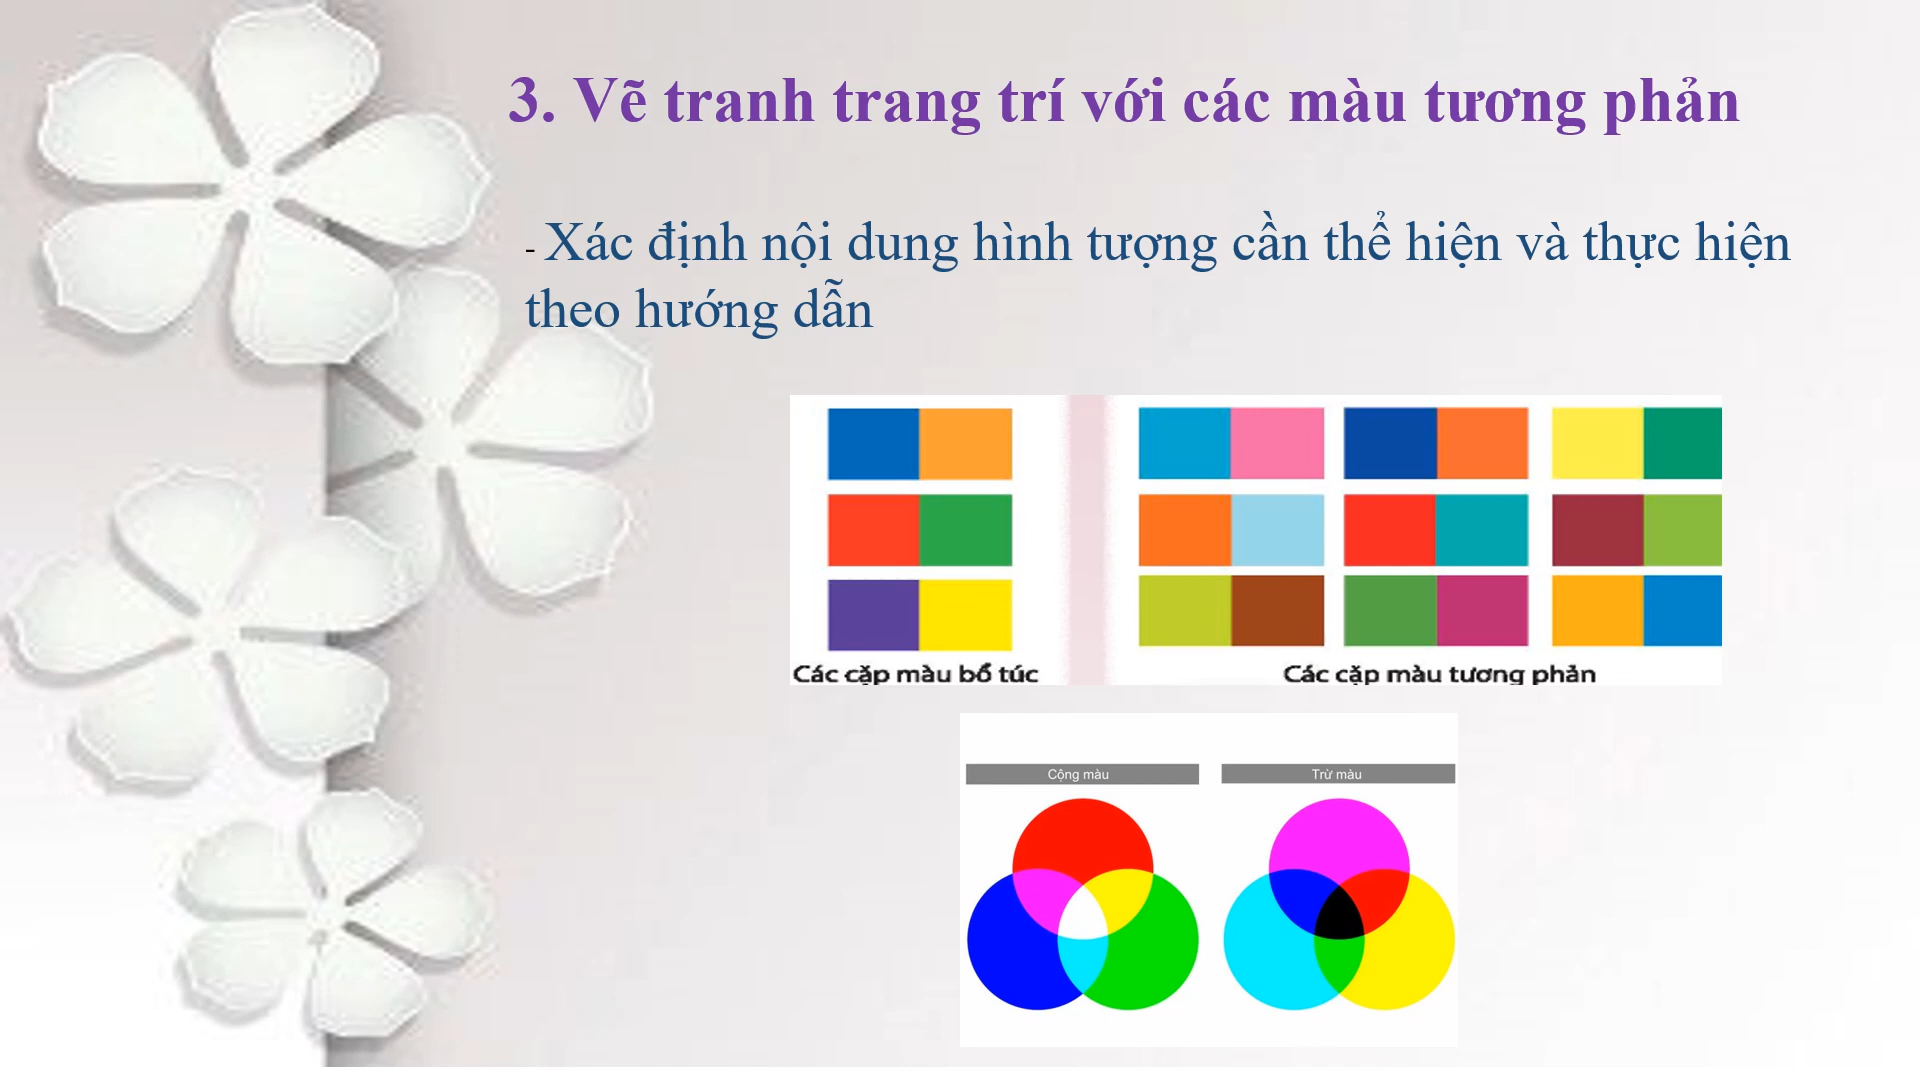 3. Vẽ tranh trang trí với các màu tương phản
- Xác định nội dung hình tượng cần thể hiện và thực hiện
theo hướng dẫn
Các cặp màu bổ túc
Các cặp màu tương phản
Cộng màu
Trừ màu